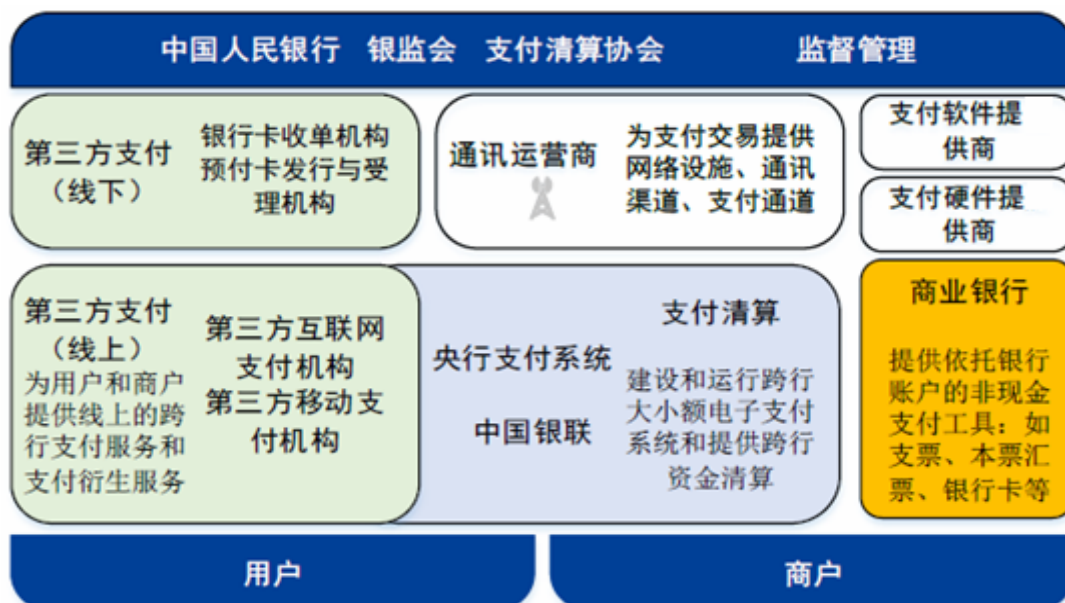 中国人民银行 银监会 支付清算协会 监督管理
第三方支付
（线下）
银行卡收单机构
预付卡发行与受
理机构
通讯运营商
为支付交易提供
网络设施、通讯
渠道、支付通道
支付软件提
供商
支付硬件提
供商
第三方支付
（线上）
为用户和商户
提供线上的跨
行支付服务和
支付衍生服务
第三方互联网
支付机构
第三方移动支
付机构
央行支付系统
中国银联
支付清算
建设和运行跨行
大小额电子支付
系统和提供跨行
资金清算
商业银行
提供依托银行
账户的非现金
支付工具：如
支票、本票汇
票、银行卡等
用户
商户